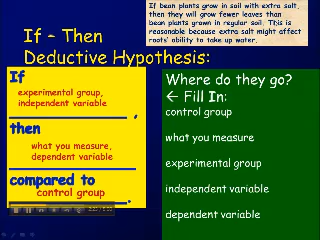 If bean plants grow in soil with extra salt,
then they will grow fewer leaves than
bean plants grown in regular soil. This is
reasonable because extra salt might affect
roots' ability to take up water.
If – Then
Deductive Hypothesis:
If
experimental group,
independent variable
,
then
what you measure,
dependent variable
compared to
control group
.
Where do they go?
← Fill In:
control group
what you measure
experimental group
independent variable
dependent variable